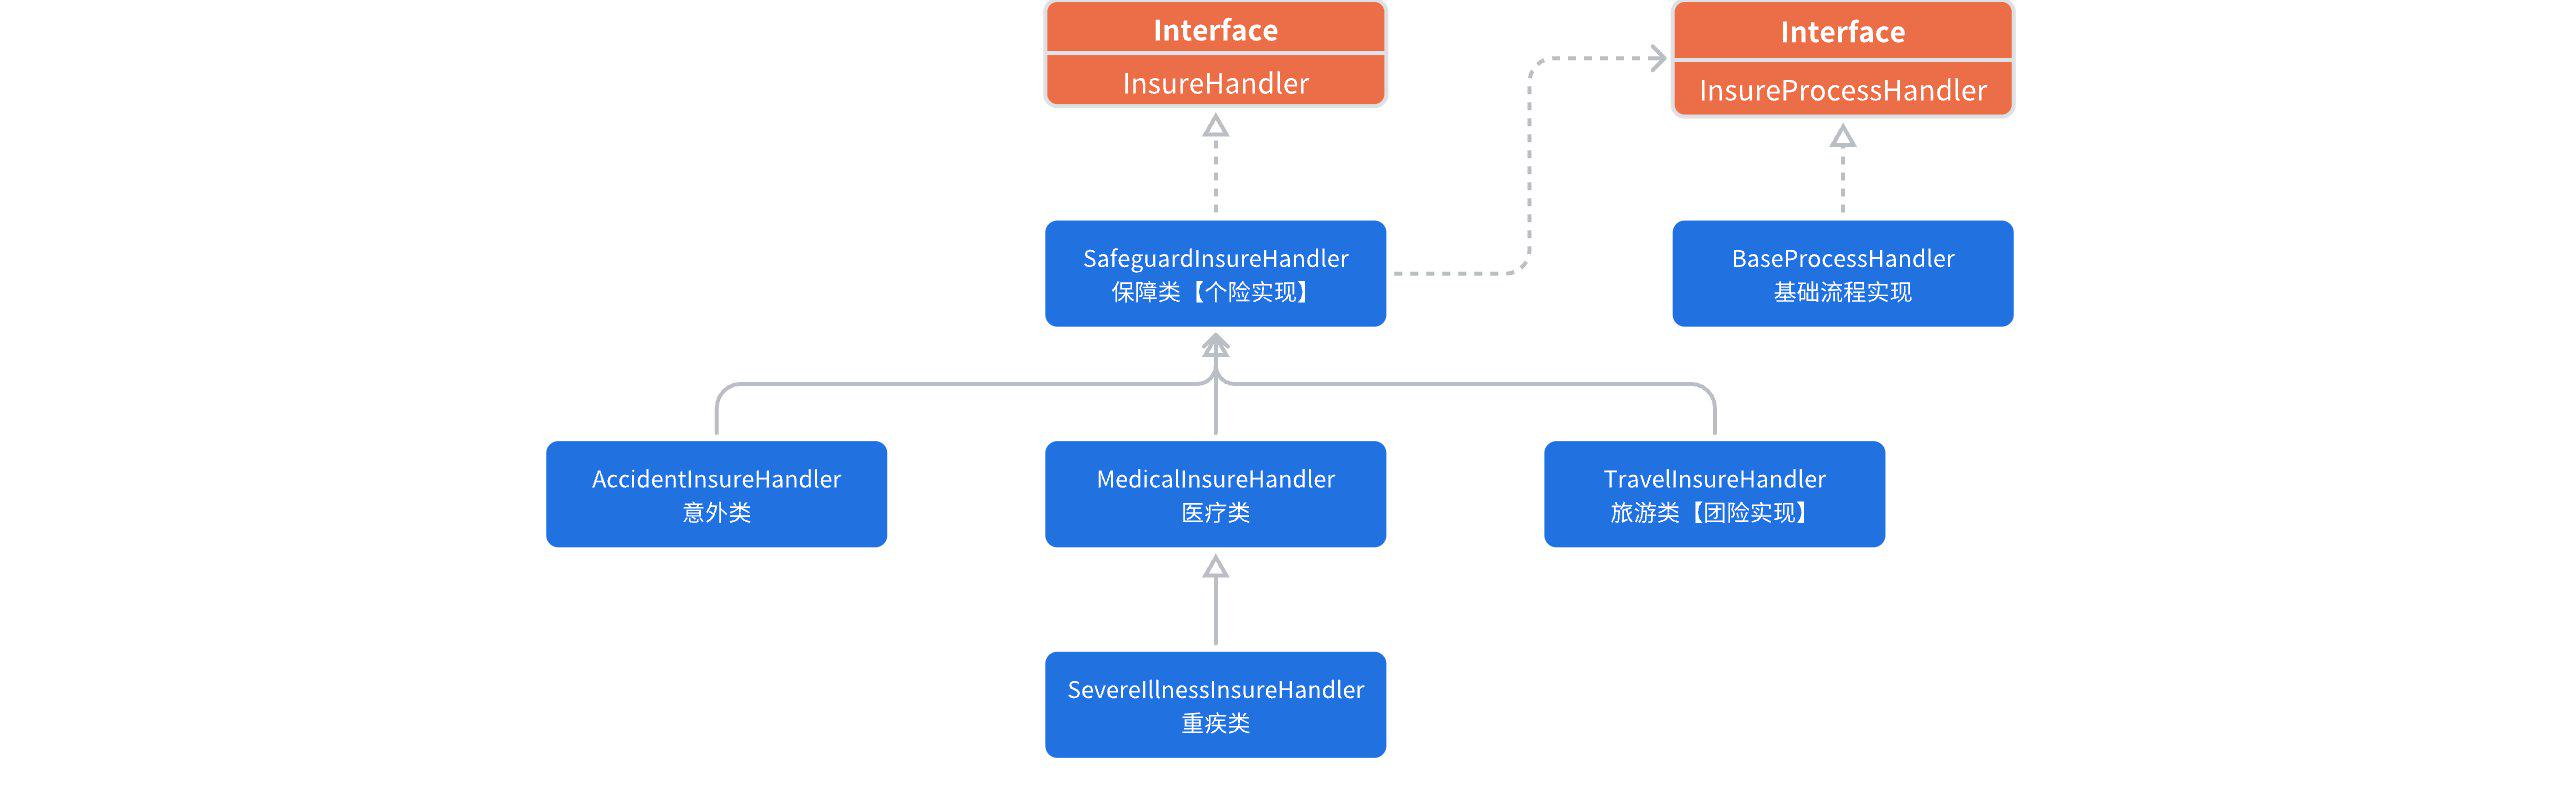 Interface
InsureHandler
Interface
InsureProcessHandler
SafeguardInsureHandler
保障类【个险实现】
BaseProcessHandler
基础流程实现
AccidentInsureHandler
意外类
MedicalInsureHandler
医疗类
TravelInsureHandler
旅游类【团险实现】
SevereIllnessInsureHandler
重疾类